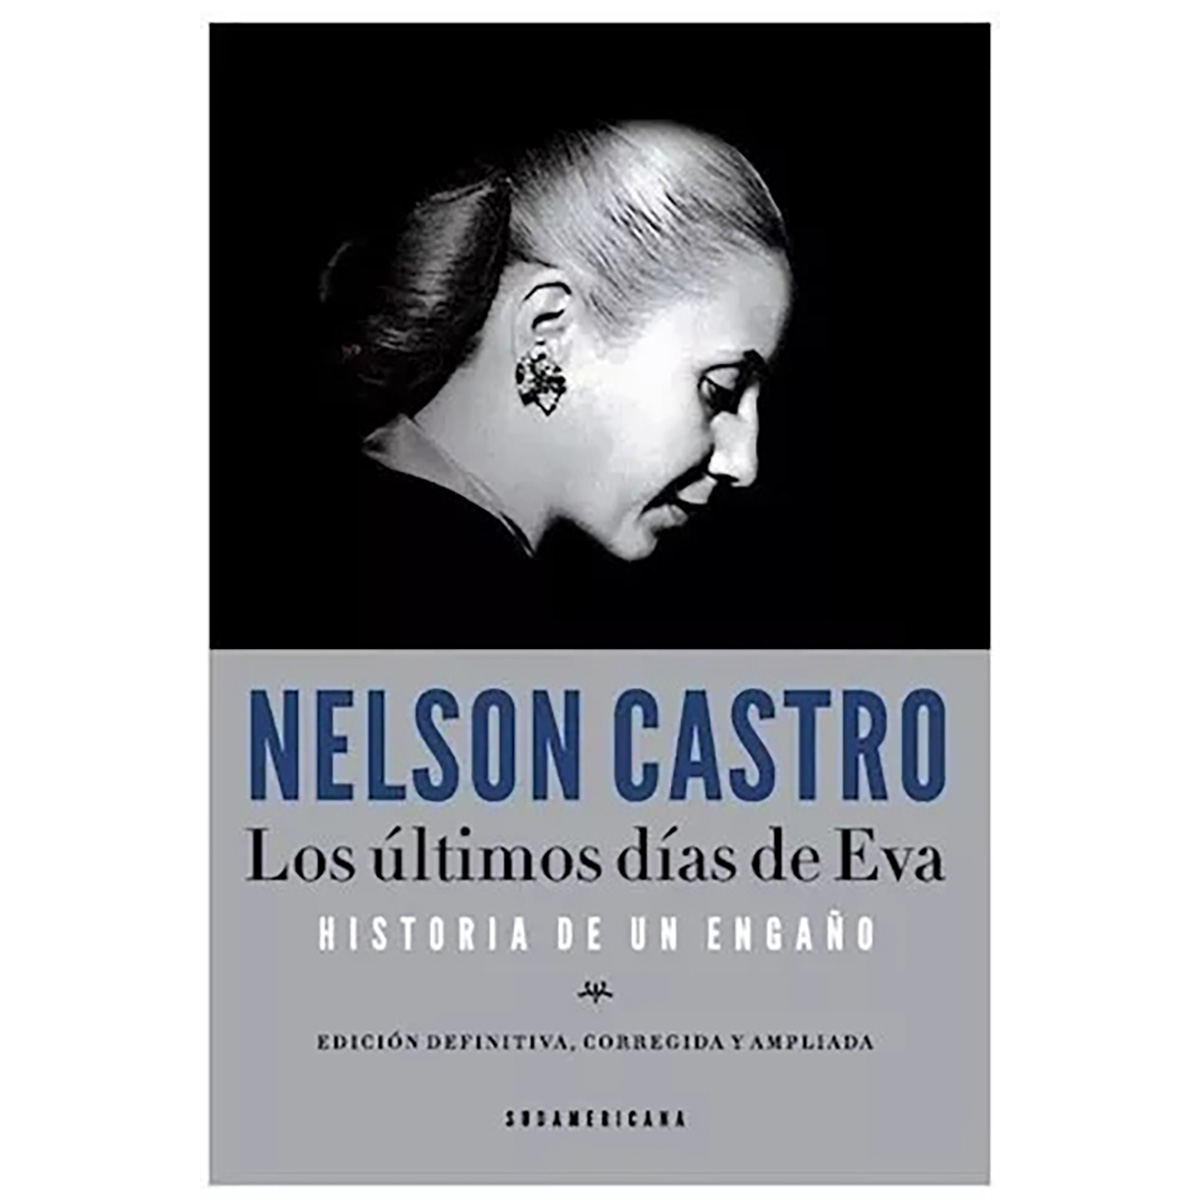 NELSON CASTRO
Los últimos días de Eva
HISTORIA DE UN ENGAÑO
EDICIÓN DEFINITIVA, CORREGIDA Y AMPLIADA
SUDAMERICANA